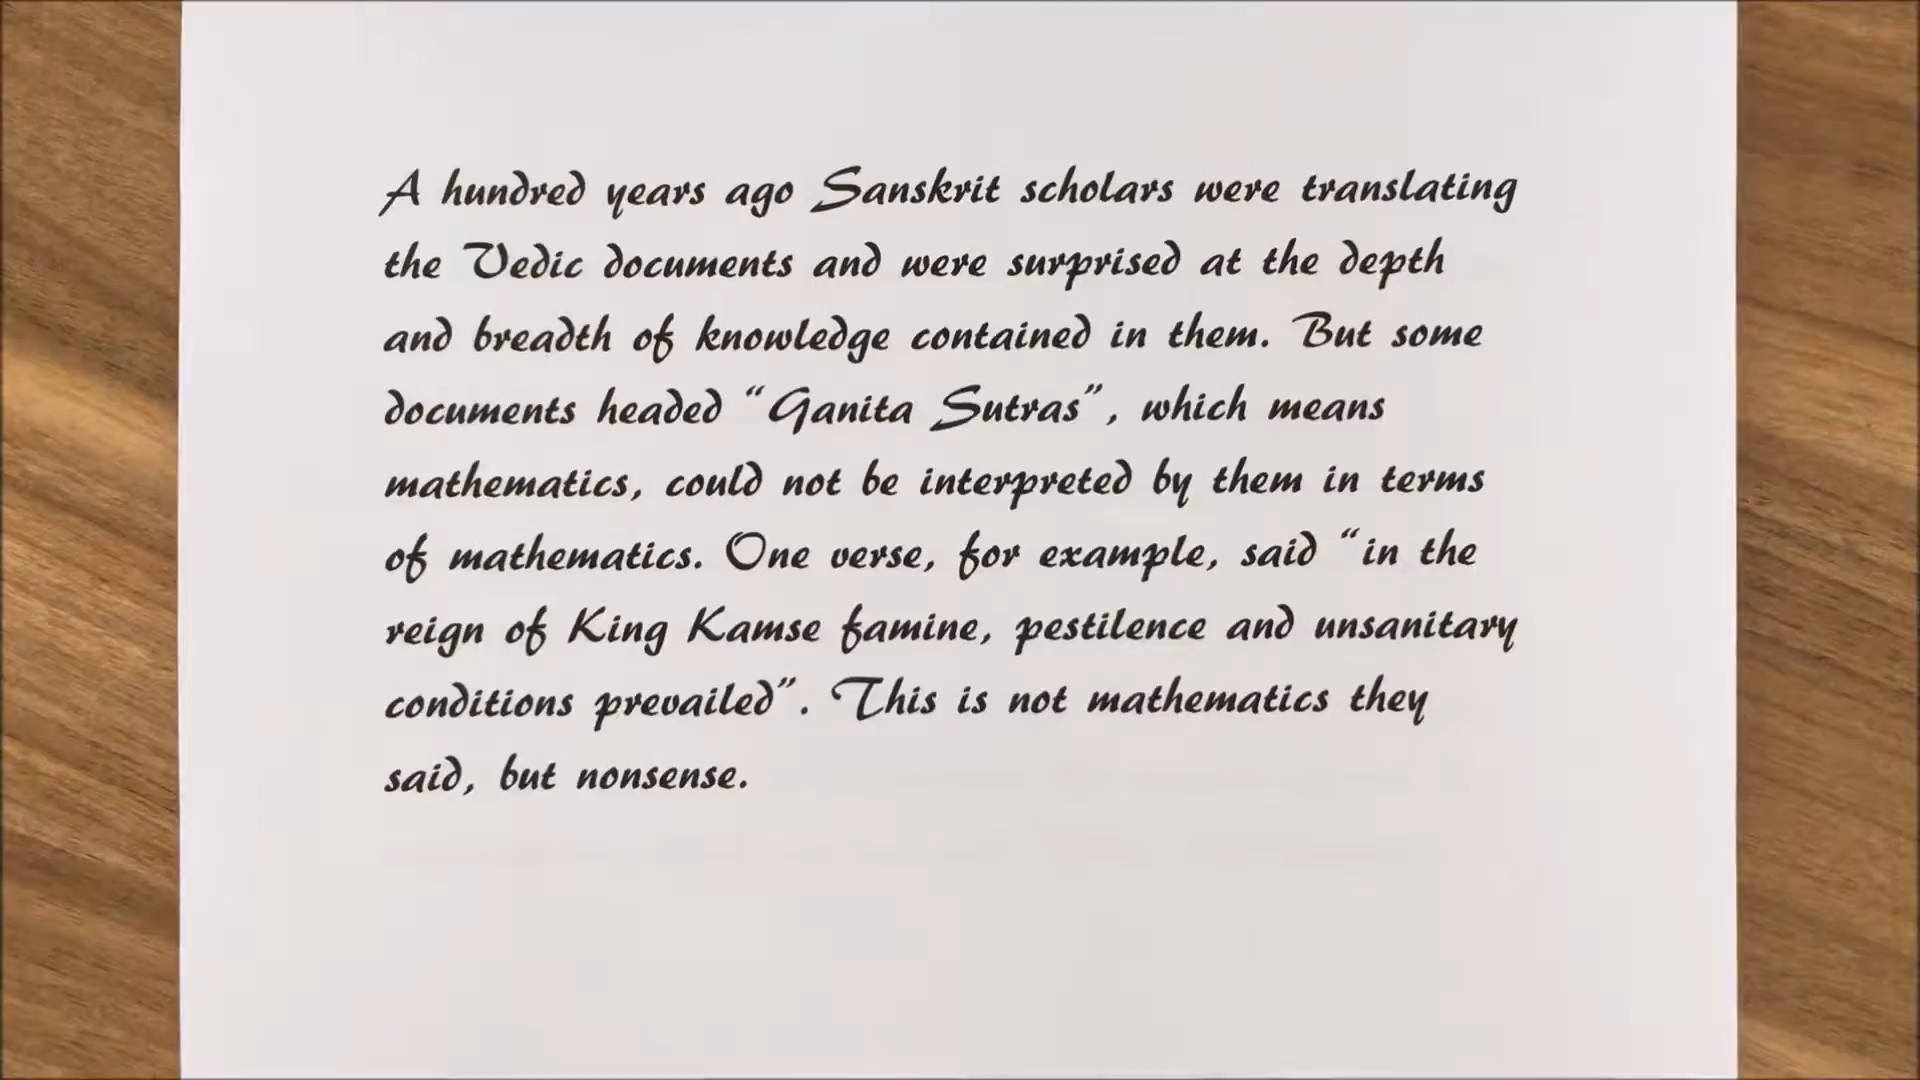 A hundred years ago Sanskrit scholars were translating
the Vedic documents and were surprised at the depth
and breadth of knowledge contained in them. But some
documents headed “Ganita Sutras”, which means
mathematics, could not be interpreted by them in terms
of mathematics. One verse, for example, said “in the
reign of King Kamse famine, pestilence and unsanitary
conditions prevailed”. This is not mathematics they
said, but nonsense.